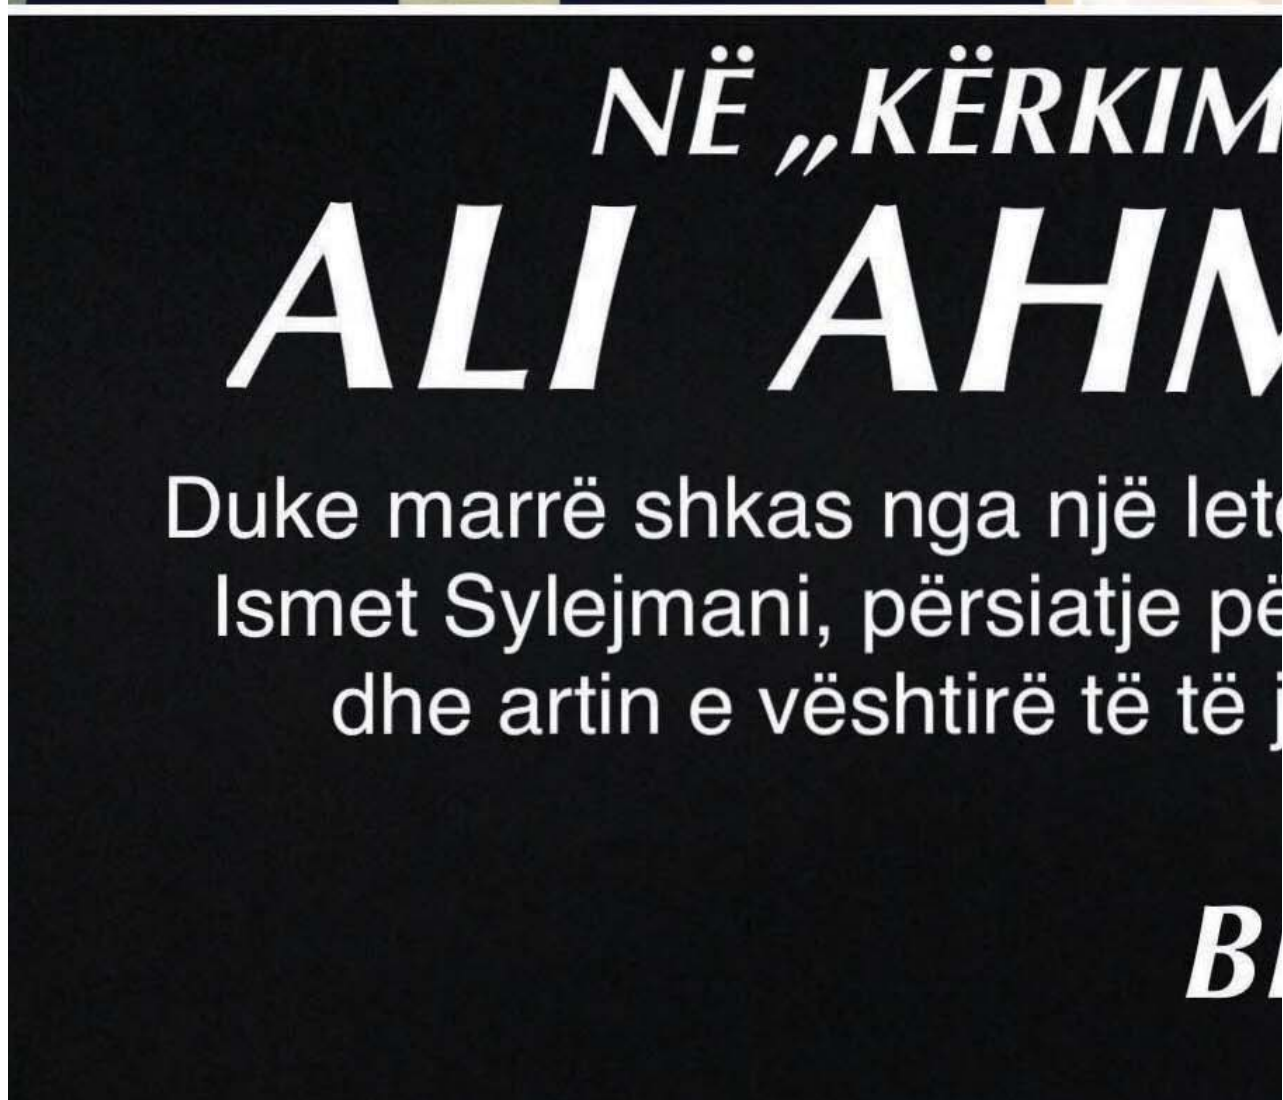 NË „KËRKIM
ALI AHM
Duke marrë shkas nga një let
Ismet Sylejmani, përsiatje pë
dhe artin e vështirë të të j
B